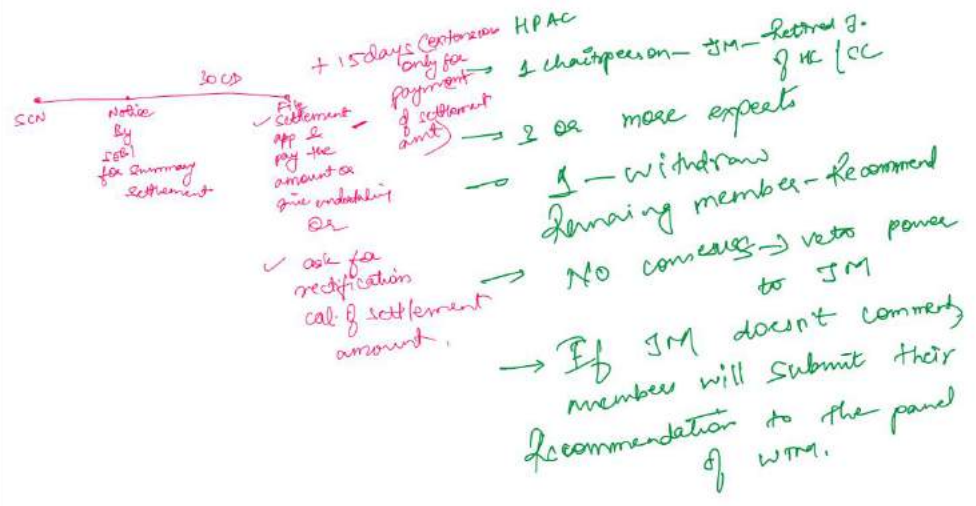 SCN
Notice
By
SEBI
for Summary
Settlement
30 CD
File
✓ Settlement
app &
pay the
amount or
give undertaking
Or
✓ ask for
rectification
cal. of settlement
amount.
+ 15 days (extension
only for
payment
of settlement
amt)
HPAC
→ 1 chairperson – JM – Retired J.
of HC / SC
→ or more experts
→ 1 – withdraw
Remaing member – Recommend
→ No consesus → veto power
to JM
→ If JM doesn't comment,
members will submit their
Recommendation to the panel
of WTM.